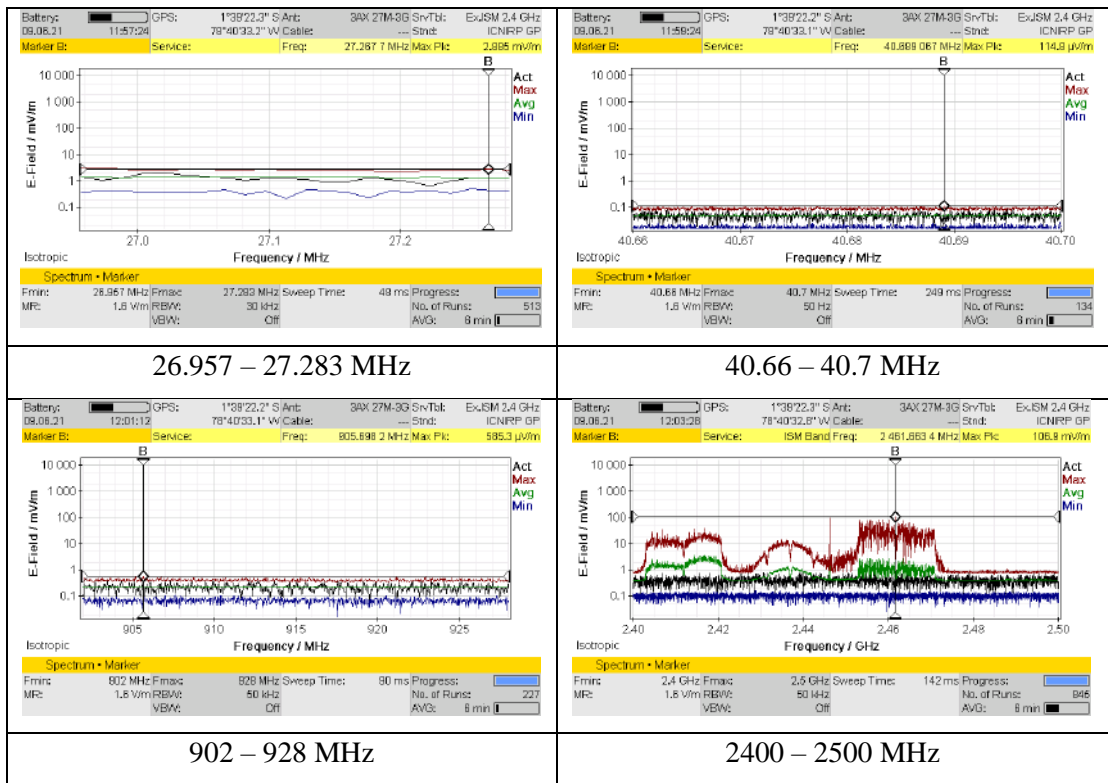 Battery: GPS: 1°38'22.3" S Ant: 3AX 27M-3G SrvTbl: Ex.ISM 2.4 GHz
09.06.21 11:57:24 78°40'33.2" W Cable: --- Stnd: ICNIRP GP
Marker B: Service: Freq: 27.267 7 MHz Max Pk: 2.885 mV/m
B
E-Field / mV/m
10 000
1 000
100
10
1
0.1
Act
Max
Avg
Min
27.0 27.1 27.2
Isotropic Frequency / MHz
Spectrum • Marker
Fmin: 26.957 MHz Fmax: 27.283 MHz Sweep Time: 49 ms Progress:
MR: 1.6 V/m RBW: 30 kHz No. of Runs: 513
VBW: Off AVG: 6 min
26.957 – 27.283 MHz
Battery: GPS: 1°38'22.3" S Ant: 3AX 27M-3G SrvTbl: Ex.ISM 2.4 GHz
09.06.21 11:59:24 78°40'33.1" W Cable: --- Stnd: ICNIRP GP
Marker B: Service: Freq: 40.689 067 MHz Max Pk: 114.8 µV/m
B
E-Field / mV/m
10 000
1 000
100
10
1
0.1
Act
Max
Avg
Min
40.66 40.67 40.68 40.69 40.70
Isotropic Frequency / MHz
Spectrum • Marker
Fmin: 40.66 MHz Fmax: 40.7 MHz Sweep Time: 249 ms Progress:
MR: 1.6 V/m RBW: 50 Hz No. of Runs: 134
VBW: Off AVG: 6 min
40.66 – 40.7 MHz
Battery: GPS: 1°38'22.2" S Ant: 3AX 27M-3G SrvTbl: Ex.ISM 2.4 GHz
09.06.21 12:01:12 78°40'33.1" W Cable: --- Stnd: ICNIRP GP
Marker B: Service: Freq: 905.696 2 MHz Max Pk: 565.3 µV/m
B
E-Field / mV/m
10 000
1 000
100
10
1
0.1
Act
Max
Avg
Min
905 910 915 920 925
Isotropic Frequency / MHz
Spectrum • Marker
Fmin: 902 MHz Fmax: 928 MHz Sweep Time: 90 ms Progress:
MR: 1.6 V/m RBW: 50 kHz No. of Runs: 227
VBW: Off AVG: 6 min
902 – 928 MHz
Battery: GPS: 1°38'22.3" S Ant: 3AX 27M-3G SrvTbl: Ex.ISM 2.4 GHz
09.06.21 12:03:28 78°40'32.8" W Cable: --- Stnd: ICNIRP GP
Marker B: Service: ISM Band Freq: 2 461.663 4 MHz Max Pk: 106.9 mV/m
B
E-Field / mV/m
10 000
1 000
100
10
1
0.1
Act
Max
Avg
Min
2.40 2.42 2.44 2.46 2.48 2.50
Isotropic Frequency / GHz
Spectrum • Marker
Fmin: 2.4 GHz Fmax: 2.5 GHz Sweep Time: 142 ms Progress:
MR: 1.6 V/m RBW: 50 kHz No. of Runs: 846
VBW: Off AVG: 6 min
2400 – 2500 MHz